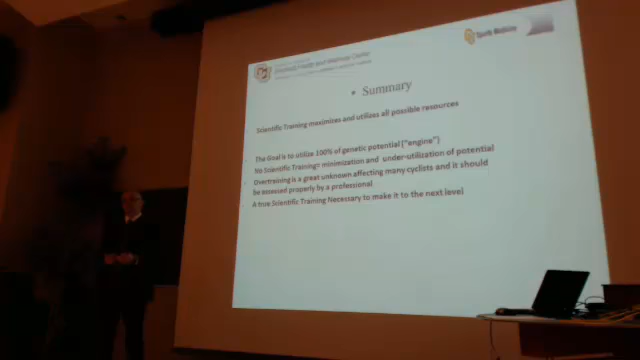 Sports Medicine
• Summary
Scientific Training maximizes and utilizes all possible resources
The Goal is to utilize 100% of genetic potential ("engine")
No Scientific Training= minimization and under-utilization of potential
Overtraining is a great unknown affecting many cyclists and it should
be assessed properly by a professional
A true Scientific Training Necessary to make it to the next level